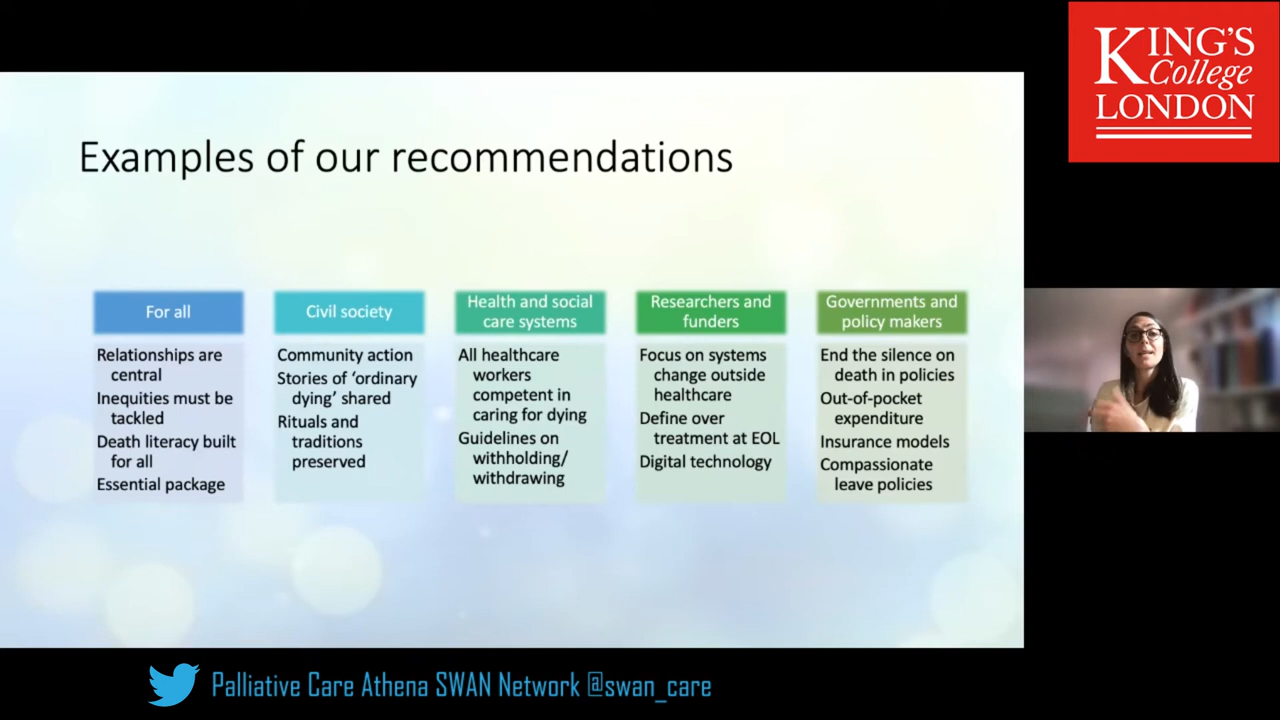 KING'S
College
LONDON
Examples of our recommendations
For all
Relationships are
central
Inequities must be
tackled
Death literacy built
for all
Essential package
Civil society
Community action
Stories of ‘ordinary
dying’ shared
Rituals and
traditions
preserved
Health and social
care systems
All healthcare
workers
competent in
caring for dying
Guidelines on
withholding/
withdrawing
Researchers and
funders
Focus on systems
change outside
healthcare
Define over
treatment at EOL
Digital technology
Governments and
policy makers
End the silence on
death in policies
Out-of-pocket
expenditure
Insurance models
Compassionate
leave policies
Palliative Care Athena SWAN Network @swan_care